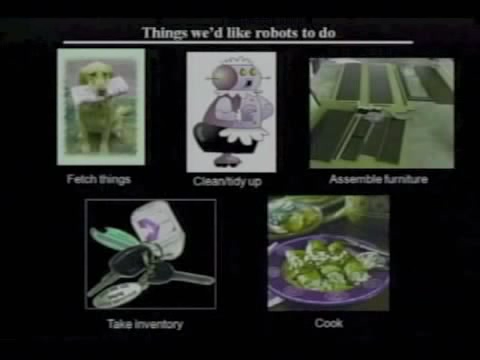 Things we'd like robots to do
Fetch things
Clean/tidy up
Assemble furniture
Take inventory
Cook